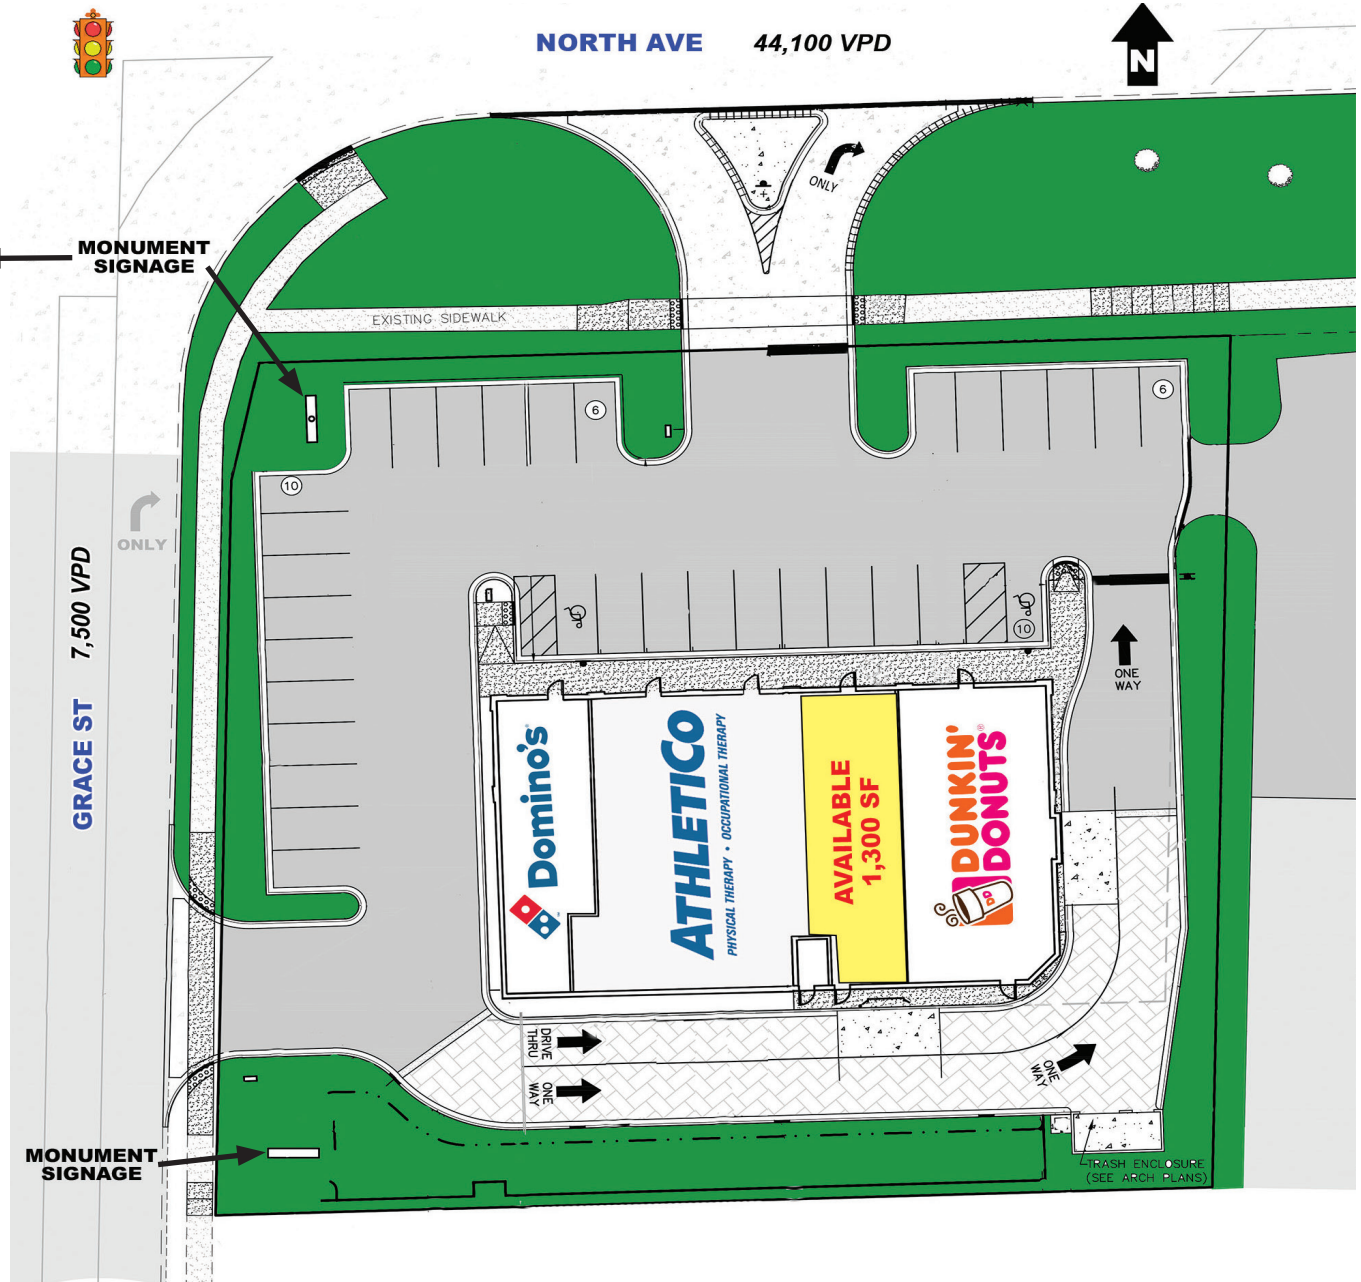 NORTH AVE 44,100 VPD
N
ONLY
MONUMENT
SIGNAGE
EXISTING SIDEWALK
6
6
10
ONLY
GRACE ST 7,500 VPD
10
ONE
WAY
Domino's
ATHLETICO
PHYSICAL THERAPY • OCCUPATIONAL THERAPY
AVAILABLE
1,300 SF
DUNKIN'
DONUTS®
DD
DRIVE
THRU
ONE
WAY
ONE
WAY
MONUMENT
SIGNAGE
TRASH ENCLOSURE
(SEE ARCH PLANS)